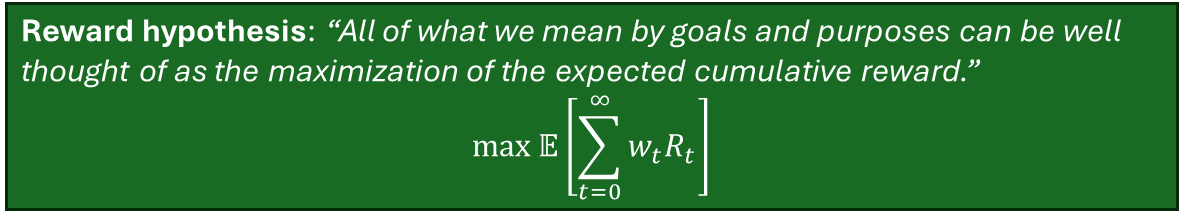 Reward hypothesis: “All of what we mean by goals and purposes can be well
thought of as the maximization of the expected cumulative reward.”
max 𝔼 [∑_{t=0}^{∞} w_t R_t]